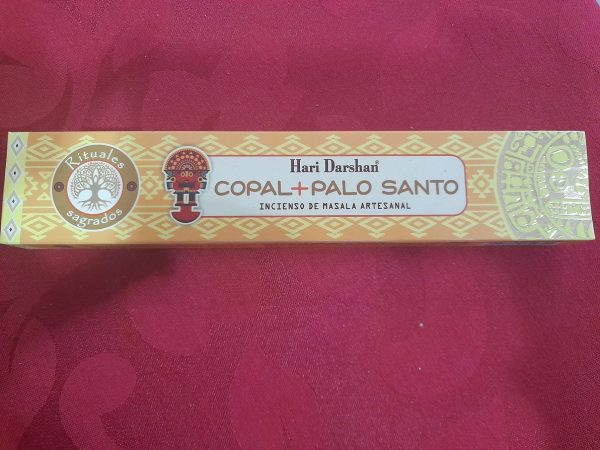 Rituales
sagrados
Hari Darshan®
COPAL+PALO SANTO
INCIENSO DE MASALA ARTESANAL